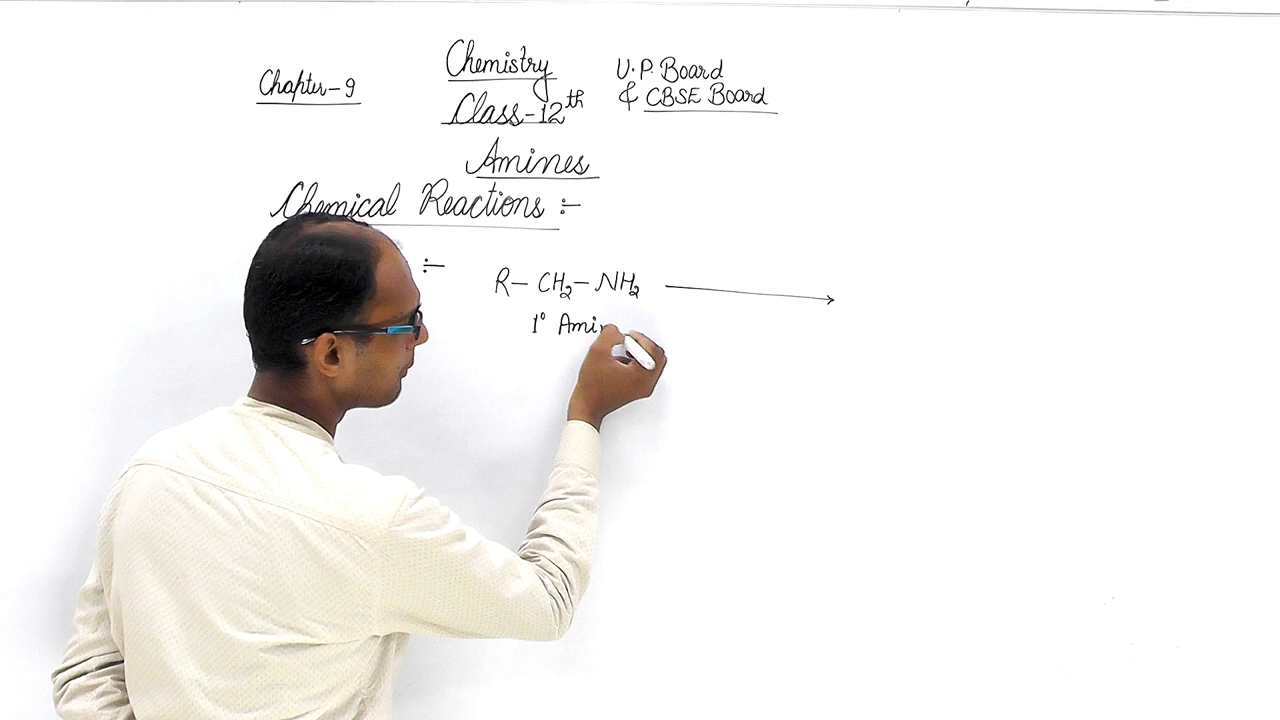 Chapter-9
Chemistry
Class-12th
U.P. Board
& CBSE Board
Amines
Chemical Reactions :-
:-
R-CH₂-NH₂ ⟶
1° Ami